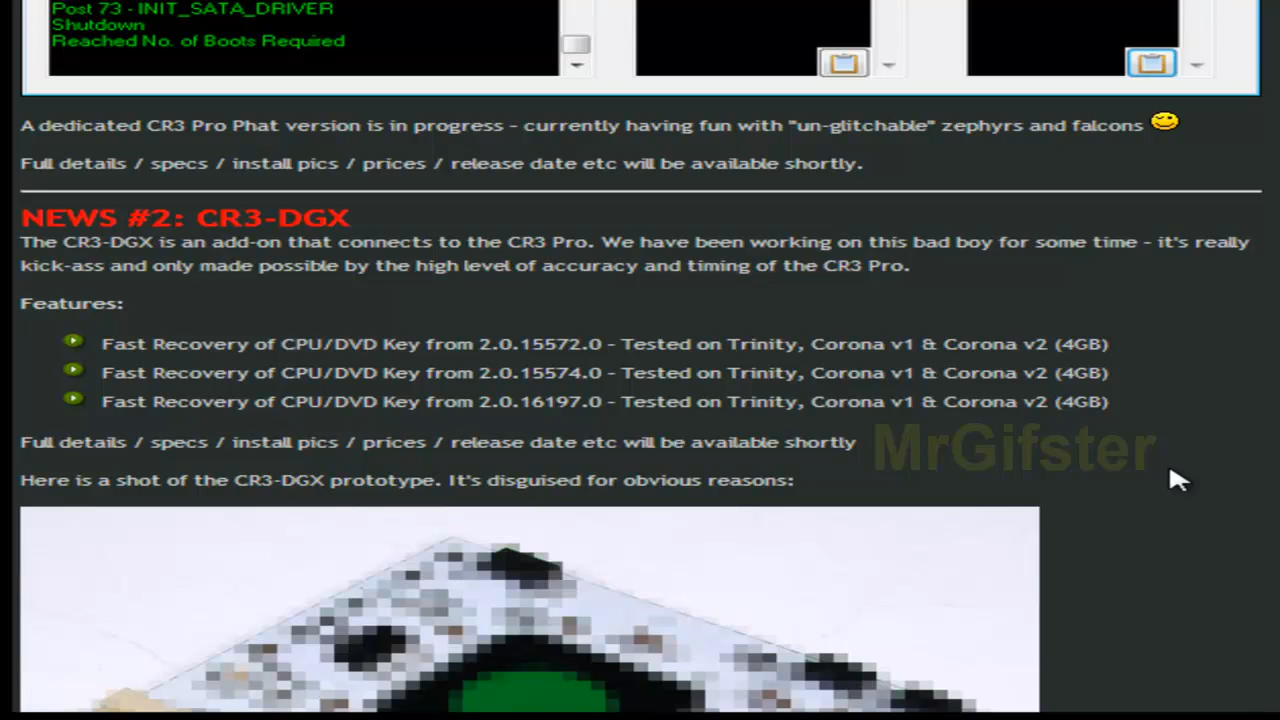 Post 73 - INIT_SATA_DRIVER
Shutdown
Reached No. of Boots Required
A dedicated CR3 Pro Phat version is in progress - currently having fun with "un-glitchable" zephyrs and falcons
Full details / specs / install pics / prices / release date etc will be available shortly.
NEWS #2: CR3-DGX
The CR3-DGX is an add-on that connects to the CR3 Pro. We have been working on this bad boy for some time - it's really
kick-ass and only made possible by the high level of accuracy and timing of the CR3 Pro.
Features:
Fast Recovery of CPU/DVD Key from 2.0.15572.0 - Tested on Trinity, Corona v1 & Corona v2 (4GB)
Fast Recovery of CPU/DVD Key from 2.0.15574.0 - Tested on Trinity, Corona v1 & Corona v2 (4GB)
Fast Recovery of CPU/DVD Key from 2.0.16197.0 - Tested on Trinity, Corona v1 & Corona v2 (4GB)
Full details / specs / install pics / prices / release date etc will be available shortly
MrGifster
Here is a shot of the CR3-DGX prototype. It's disguised for obvious reasons: